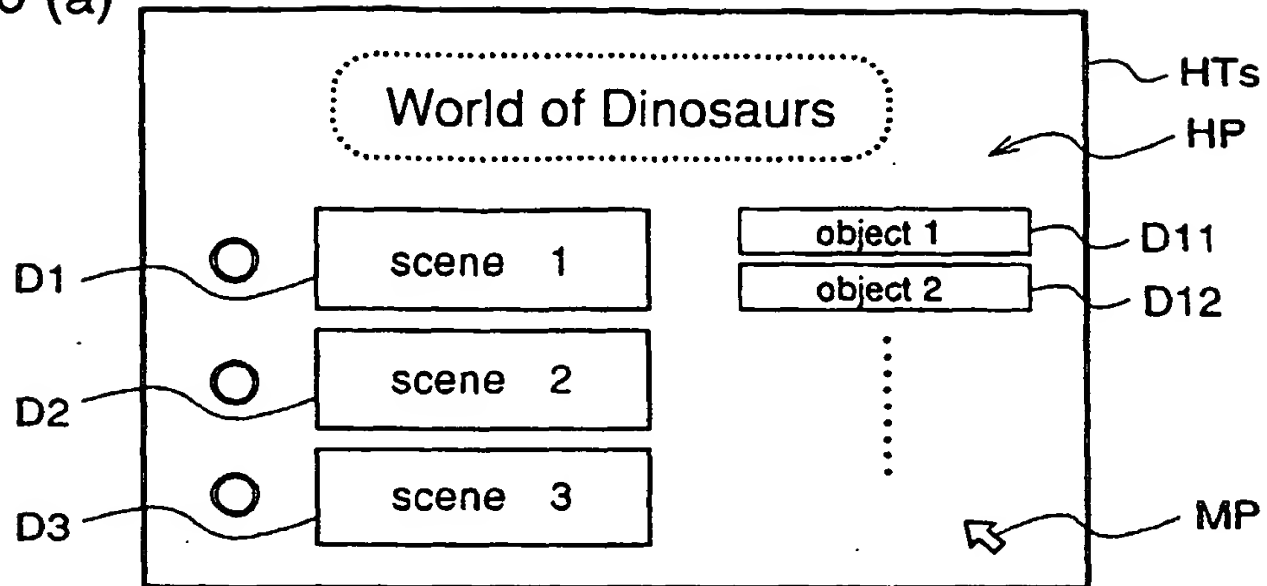 (a)
World of Dinosaurs
HTs
HP
scene 1
object 1
D11
D1
object 2
D12
scene 2
D2
scene 3
D3
MP